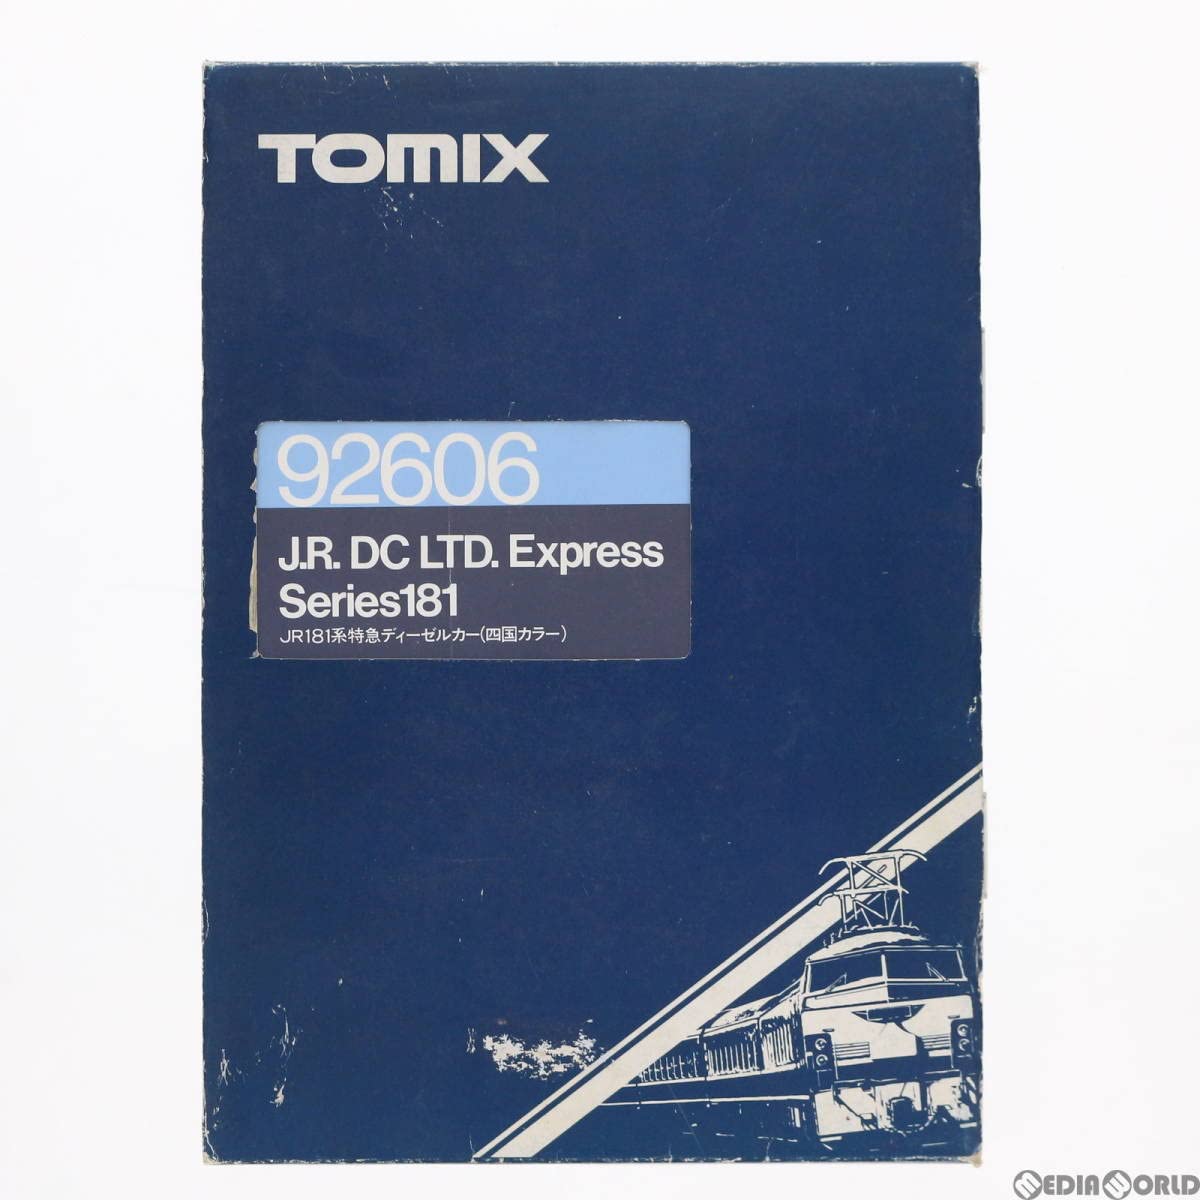 TOMIX
92606
J.R. DC LTD. Express
Series181
JR181系特急ディーゼルカー(四国カラー)
MEDIAWORLD